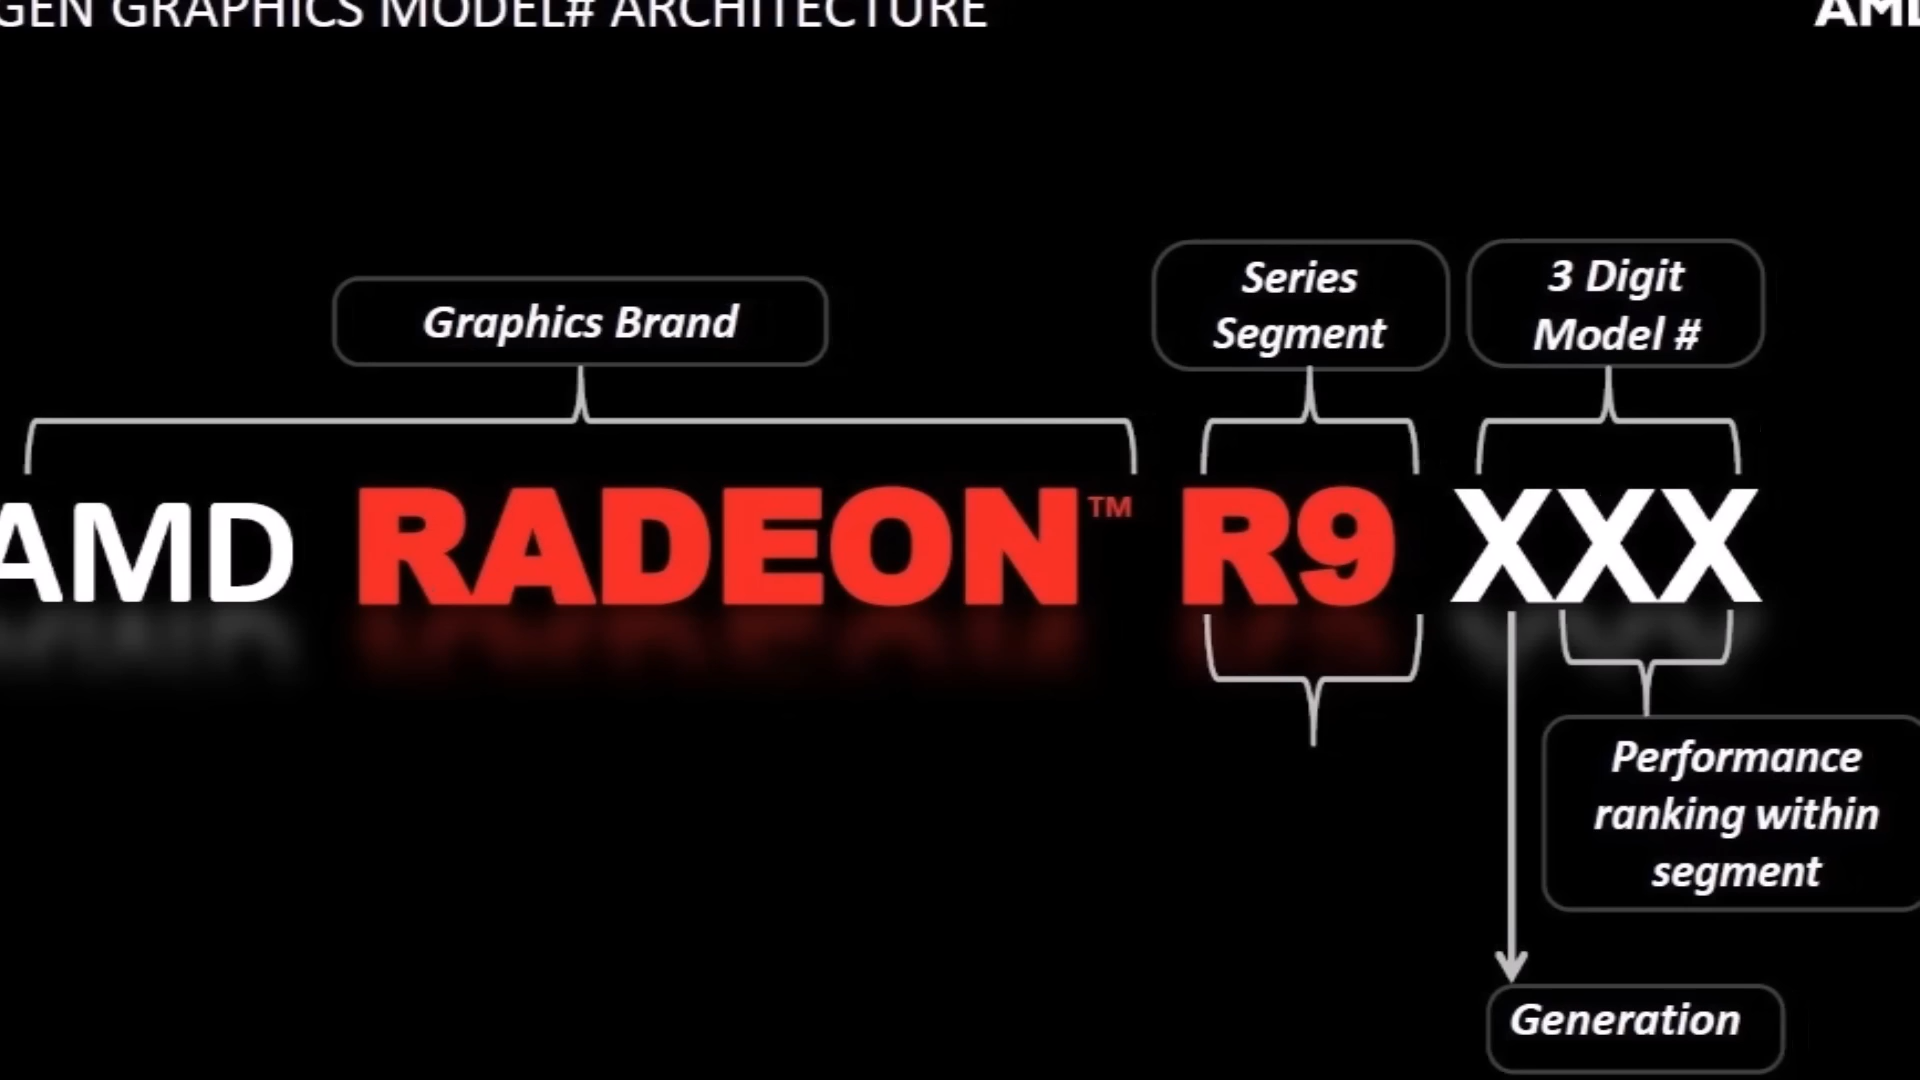 GEN GRAPHICS MODEL# ARCHITECTURE
AMD
Graphics Brand
Series
Segment
3 Digit
Model #
AMD RADEON™ R9 XXX
Performance
ranking within
segment
Generation